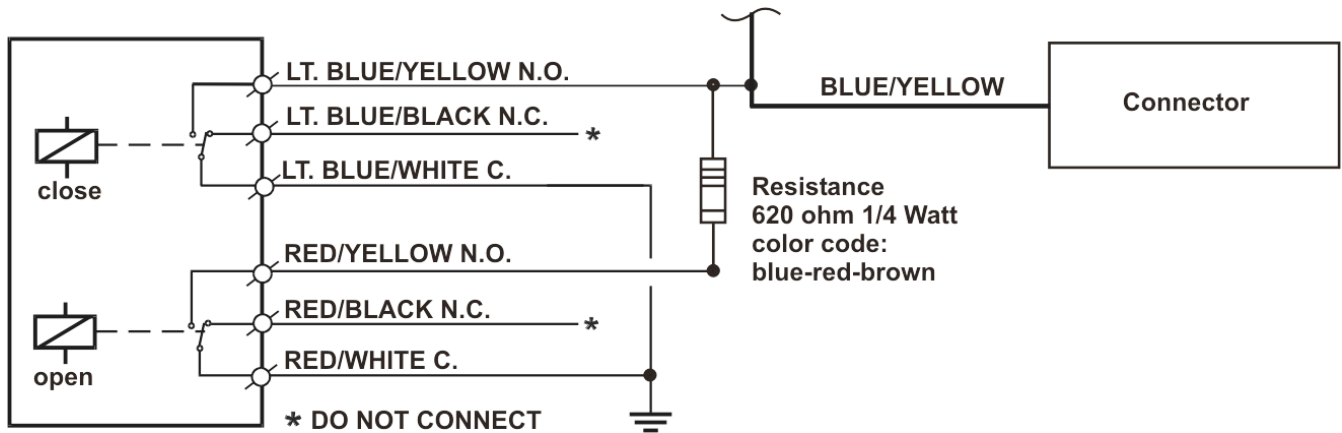 LT. BLUE/YELLOW N.O.
LT. BLUE/BLACK N.C.
*
LT. BLUE/WHITE C.
close
RED/YELLOW N.O.
RED/BLACK N.C.
*
RED/WHITE C.
open
* DO NOT CONNECT
BLUE/YELLOW
Connector
Resistance
620 ohm 1/4 Watt
color code:
blue-red-brown